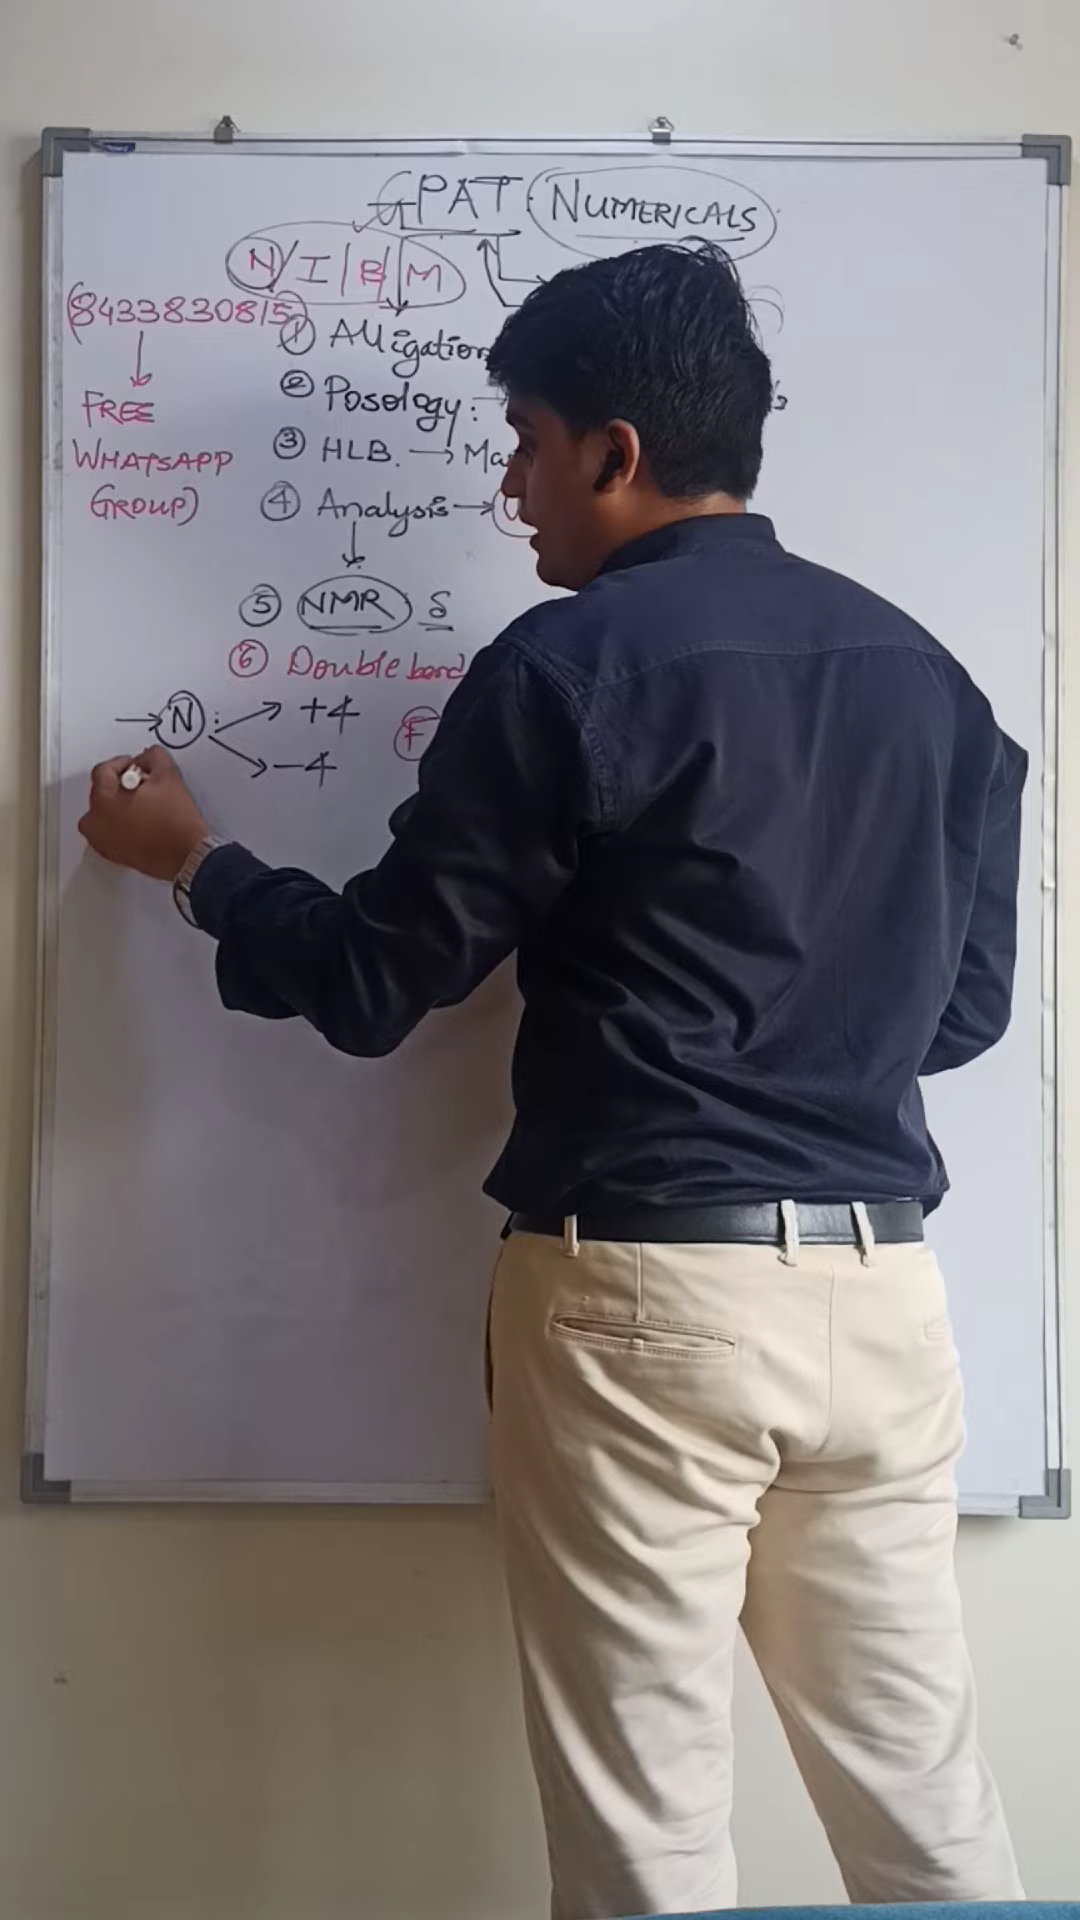 GPAT: NUMERICALS
N/I/B/M
(8433830815)
FREE
WHATSAPP
GROUP)
① Alligation
② Posology: →
③ HLB. →
④ Analysis →
⑤ NMR δ
⑥ Double bond
→ N : → +4
→ -4
F